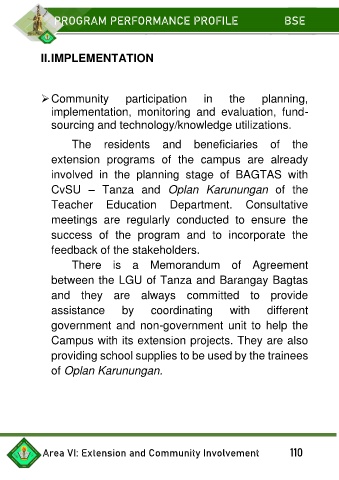 PROGRAM PERFORMANCE PROFILE BSE
II.IMPLEMENTATION
➢Community participation in the planning,
implementation, monitoring and evaluation, fund-
sourcing and technology/knowledge utilizations.
The residents and beneficiaries of the
extension programs of the campus are already
involved in the planning stage of BAGTAS with
CvSU – Tanza and Oplan Karunungan of the
Teacher Education Department. Consultative
meetings are regularly conducted to ensure the
success of the program and to incorporate the
feedback of the stakeholders.
There is a Memorandum of Agreement
between the LGU of Tanza and Barangay Bagtas
and they are always committed to provide
assistance by coordinating with different
government and non-government unit to help the
Campus with its extension projects. They are also
providing school supplies to be used by the trainees
of Oplan Karunungan.
Area VI: Extension and Community Involvement 110